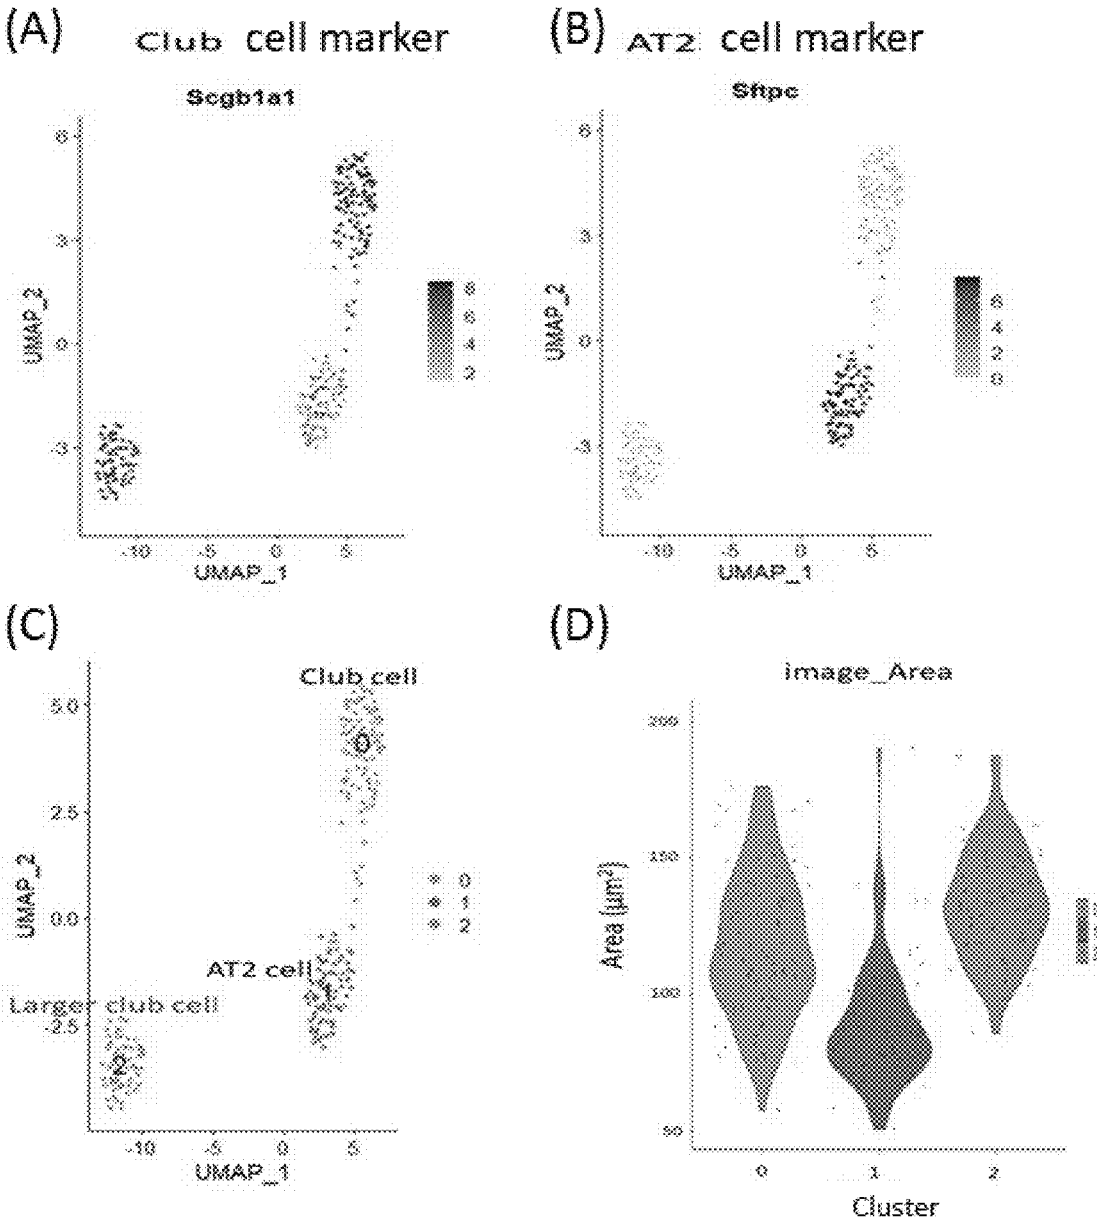 (A) Club cell marker
Scgb1a1
6
3
0
-3
UMAP_2
8
6
4
2
-10 -5 0 5
UMAP_1
(B) AT2 cell marker
Sftpc
6
3
0
-3
UMAP_2
6
4
2
0
-10 -5 0 5
UMAP_1
(C)
Club cell
0
5.0
2.5
0.0
-2.5
UMAP_2
AT2 cell
1
Larger club cell
2
0
1
2
-10 -5 0 5
UMAP_1
(D)
image_Area
200
150
100
50
Area (μm²)
0 1 2
Cluster